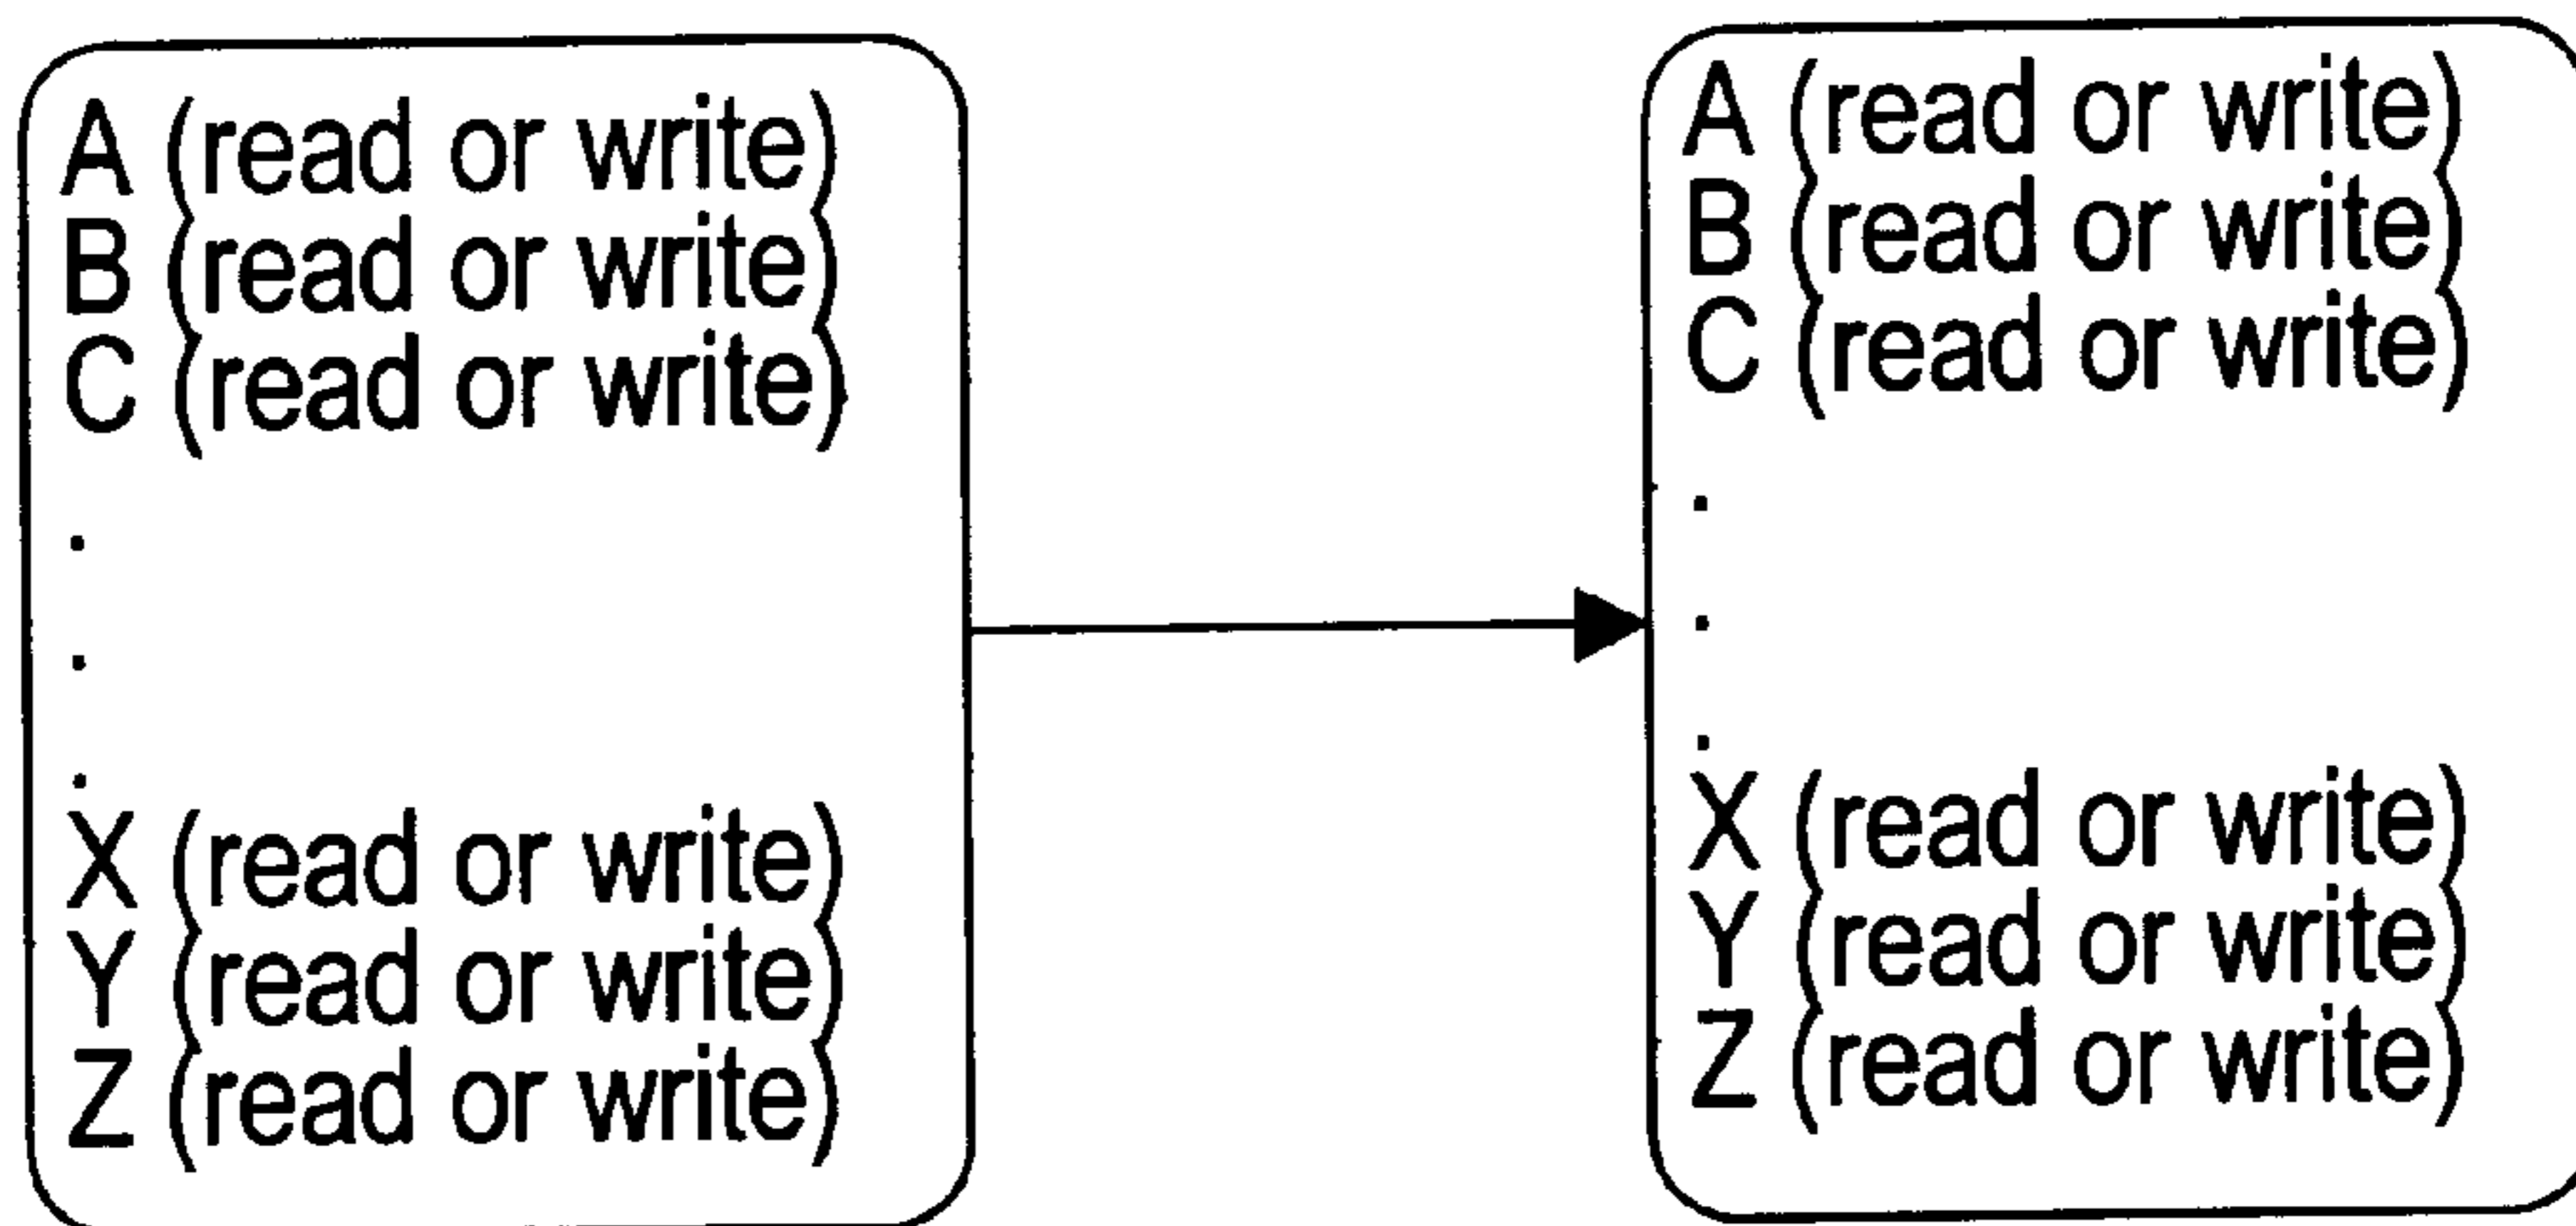 A (read or write)
B (read or write)
C (read or write)
.
.
.
X (read or write)
Y (read or write)
Z (read or write)
A (read or write)
B (read or write)
C (read or write)
.
.
.
X (read or write)
Y (read or write)
Z (read or write)